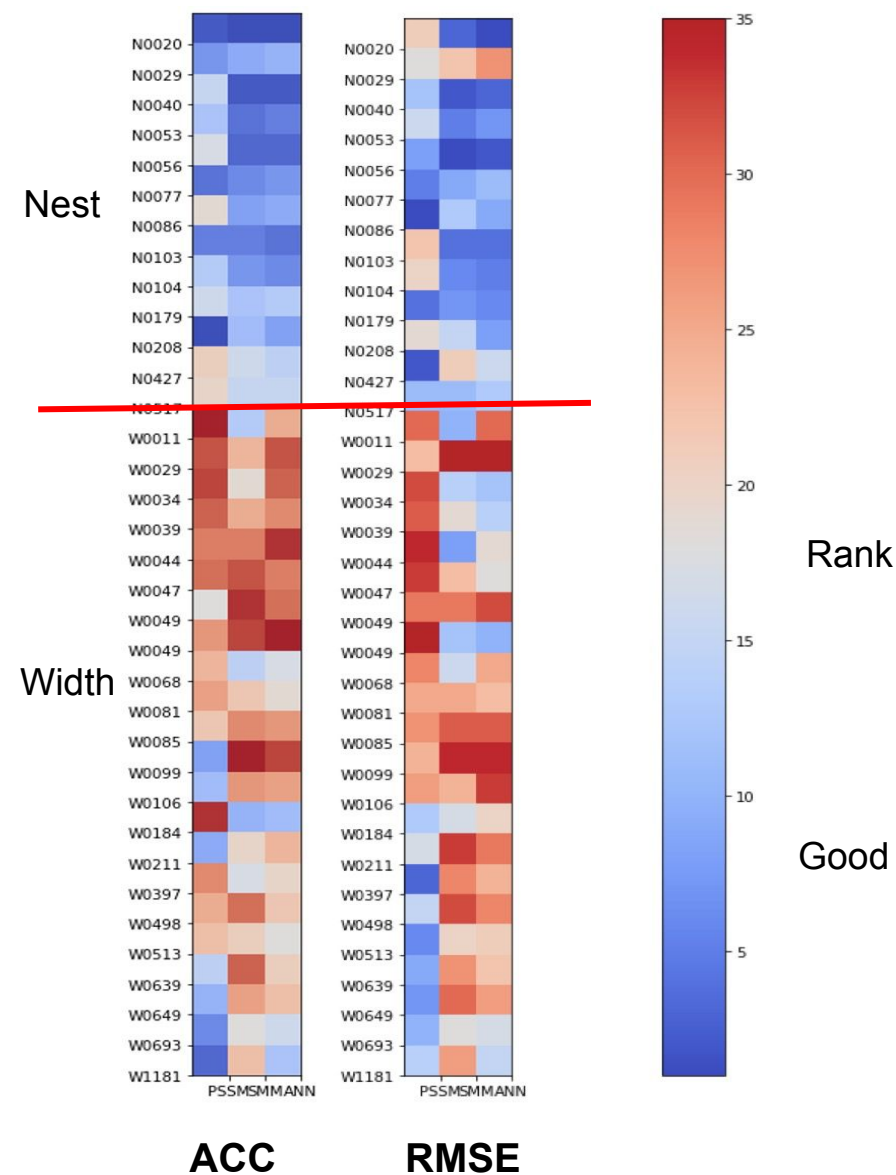 Nest
Width
N0020
N0029
N0040
N0053
N0056
N0077
N0086
N0103
N0104
N0179
N0208
N0427
N0517
W0011
W0029
W0034
W0039
W0044
W0047
W0049
W0049
W0068
W0081
W0085
W0099
W0106
W0184
W0211
W0397
W0498
W0513
W0639
W0649
W0693
W1181
PSSMSMMANN
ACC
N0020
N0029
N0040
N0053
N0056
N0077
N0086
N0103
N0104
N0179
N0208
N0427
N0517
W0011
W0029
W0034
W0039
W0044
W0047
W0049
W0049
W0068
W0081
W0085
W0099
W0106
W0184
W0211
W0397
W0498
W0513
W0639
W0649
W0693
W1181
PSSMSMMANN
RMSE
35
30
25
20
15
10
5
Rank
Good